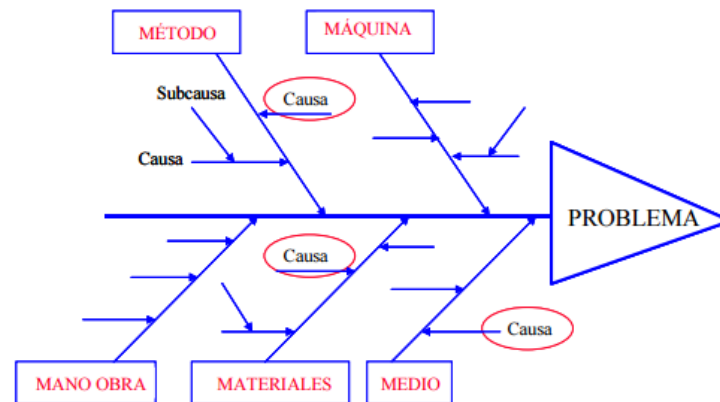 MÉTODO
MÁQUINA
Subcausa
Causa
Causa
PROBLEMA
Causa
Causa
MANO OBRA
MATERIALES
MEDIO